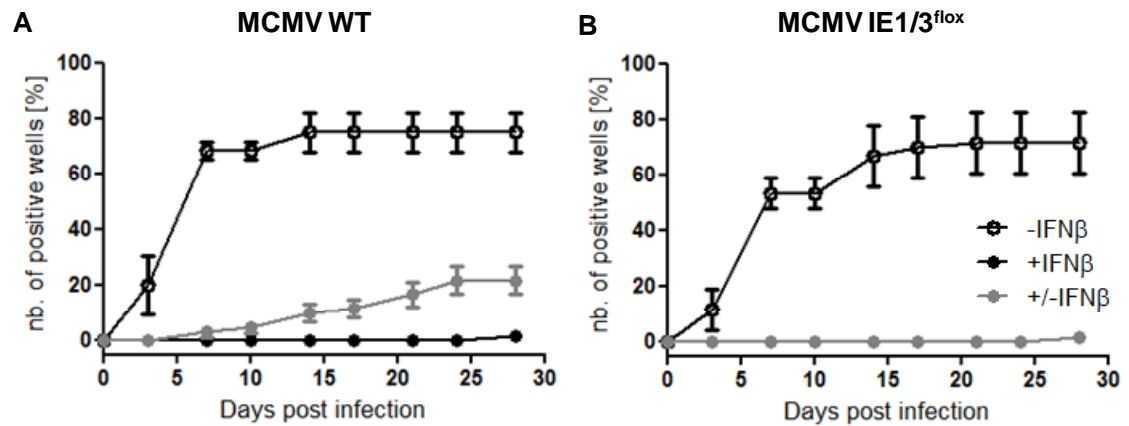 A MCMV WT
nb. of positive wells [%]
100
80
60
40
20
0
0 5 10 15 20 25 30
Days post infection
B MCMV IE1/3flox
nb. of positive wells [%]
100
80
60
40
20
0
-IFNβ
+IFNβ
+/-IFNβ
0 5 10 15 20 25 30
Days post infection